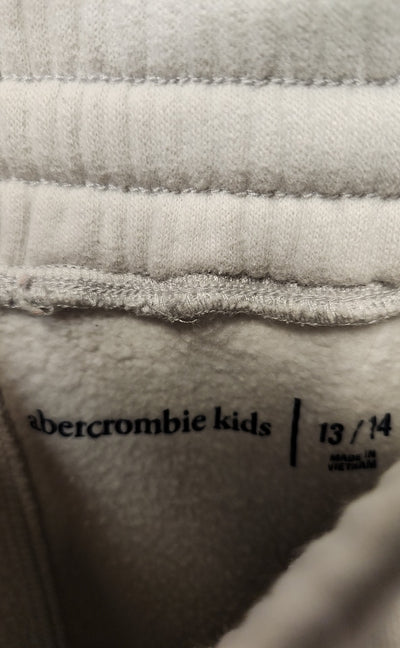 abercrombie kids | 13/14
MADE IN
VIETNAM